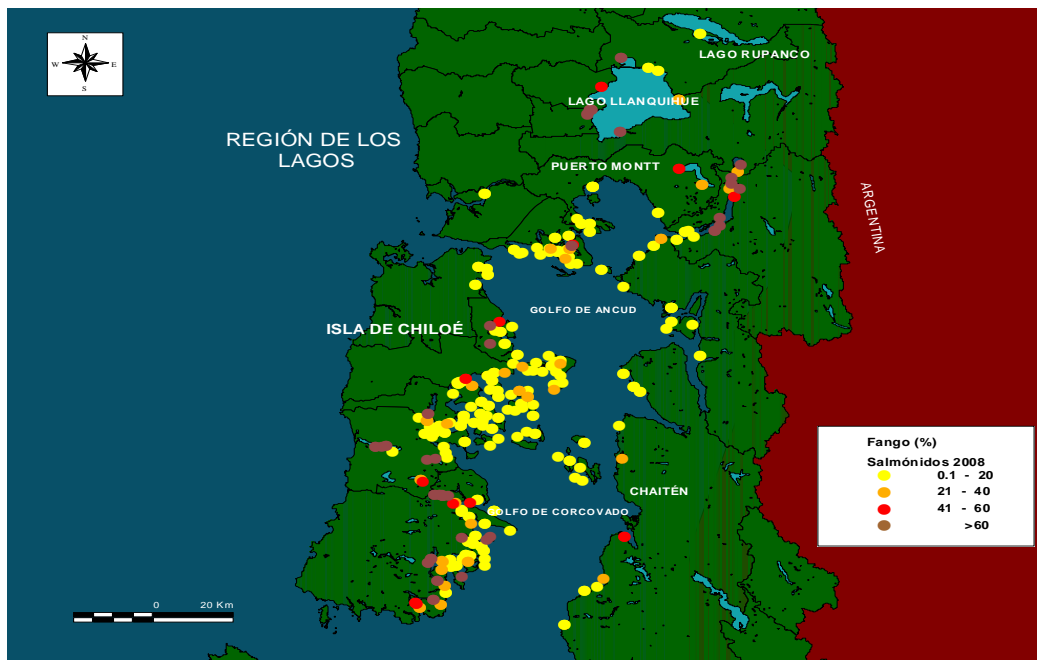 N
W E
S
LAGO RUPANCO
LAGO LLANQUIHUE
REGIÓN DE LOS
LAGOS
PUERTO MONTT
ARGENTINA
GOLFO DE ANCUD
ISLA DE CHILOÉ
CHAITÉN
GOLFO DE CORCOVADO
Fango (%)
Salmónidos 2008
0.1 - 20
21 - 40
41 - 60
>60
0 20 Km